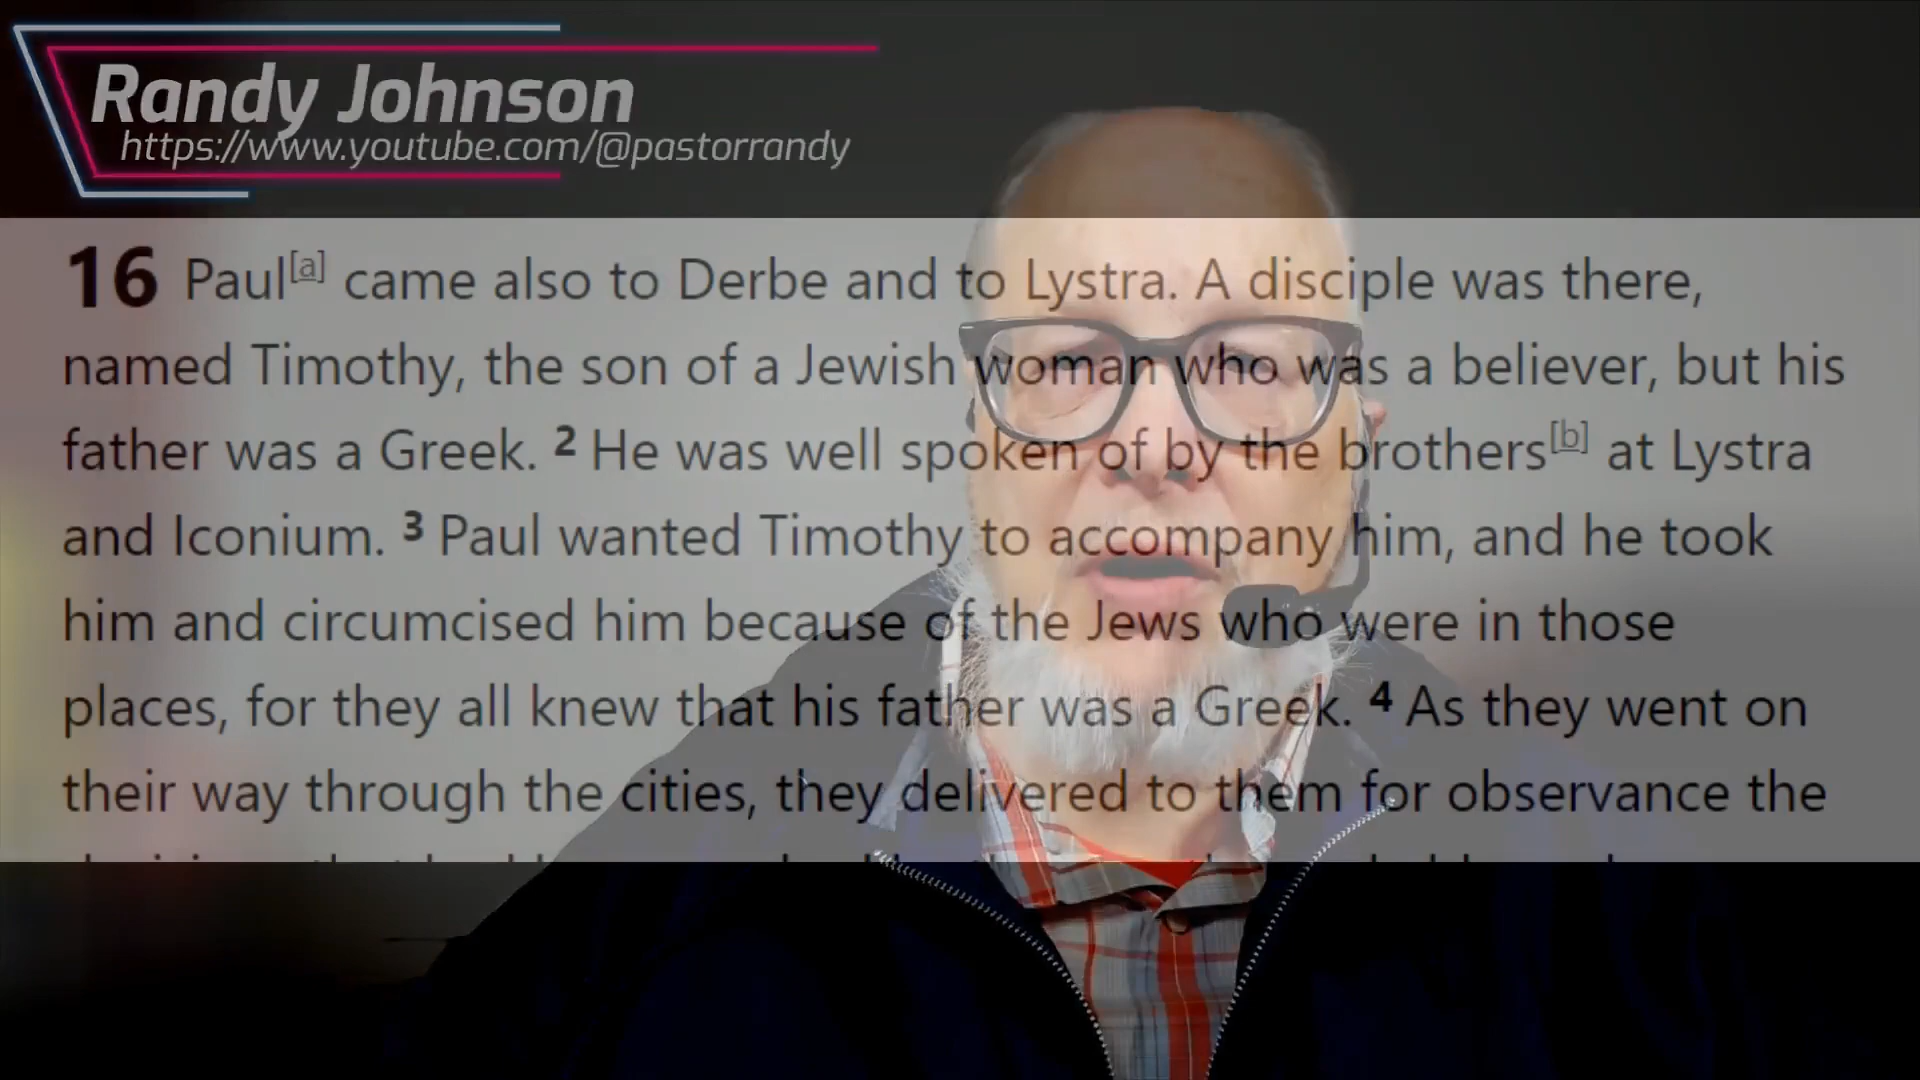 Randy Johnson
https://www.youtube.com/@pastorrandy
16 Paul[a] came also to Derbe and to Lystra. A disciple was there,
named Timothy, the son of a Jewish woman who was a believer, but his
father was a Greek. 2 He was well spoken of by the brothers[b] at Lystra
and Iconium. 3 Paul wanted Timothy to accompany him, and he took
him and circumcised him because of the Jews who were in those
places, for they all knew that his father was a Greek. 4 As they went on
their way through the cities, they delivered to them for observance the